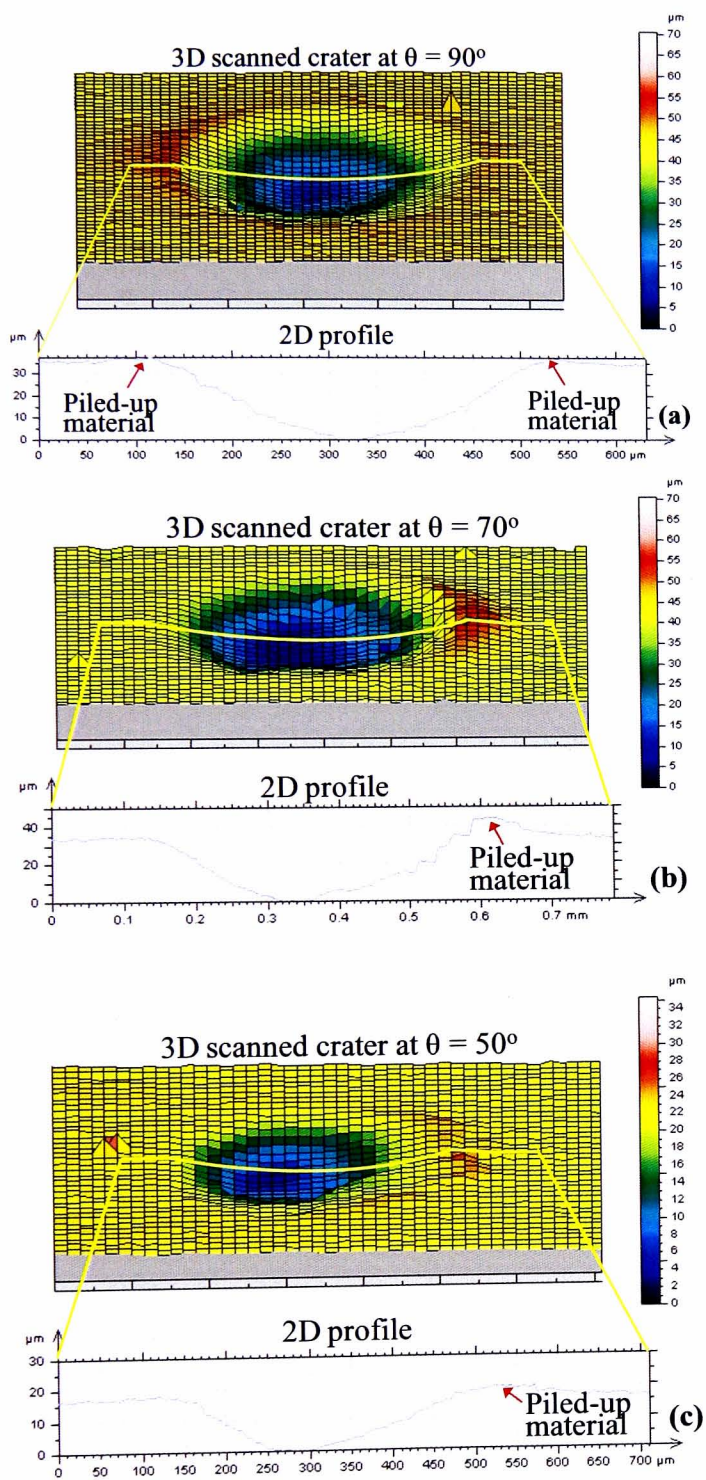 µm
3D scanned crater at θ = 90º
70
65
60
55
50
45
40
35
30
25
20
15
10
5
0
2D profile
µm
30
20
10
0
Piled-up
material
Piled-up
material
(a)
0 50 100 150 200 250 300 350 400 450 500 550 600 µm
µm
3D scanned crater at θ = 70º
70
65
60
55
50
45
40
35
30
25
20
15
10
5
0
2D profile
µm
40
20
0
Piled-up
material
(b)
0 0.1 0.2 0.3 0.4 0.5 0.6 0.7 mm
µm
3D scanned crater at θ = 50º
34
32
30
28
26
24
22
20
18
16
14
12
10
8
6
4
2
0
2D profile
µm
30
20
10
0
Piled-up
material
(c)
0 50 100 150 200 250 300 350 400 450 500 550 600 650 700 µm